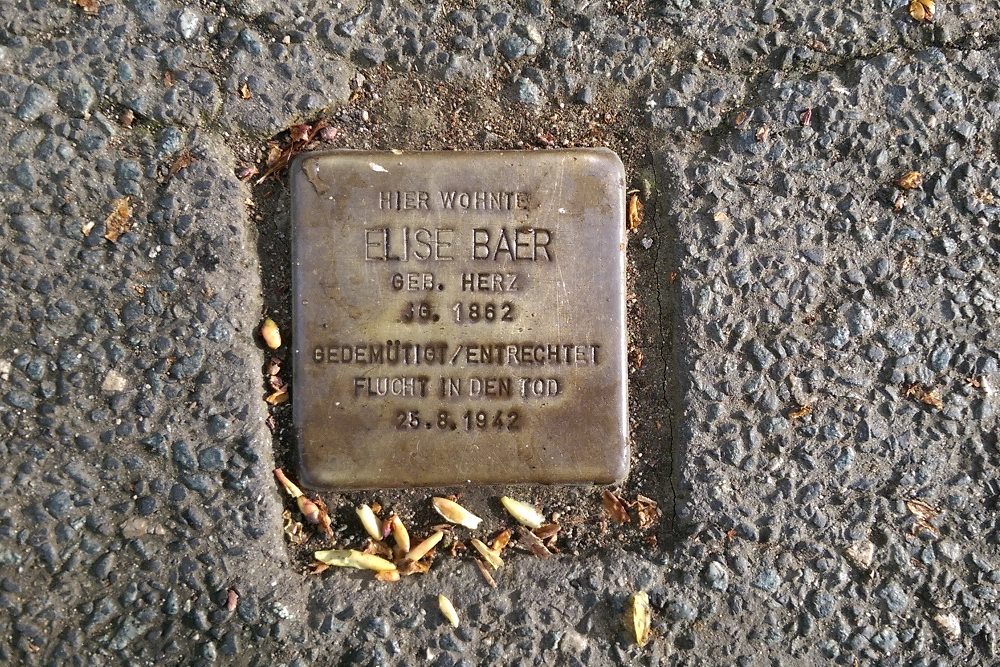 HIER WOHNTE
ELISE BAER
GEB. HERZ
JG. 1862
GEDEMÜTIGT/ENTRECHTET
FLUCHT IN DEN TOD
25.8.1942